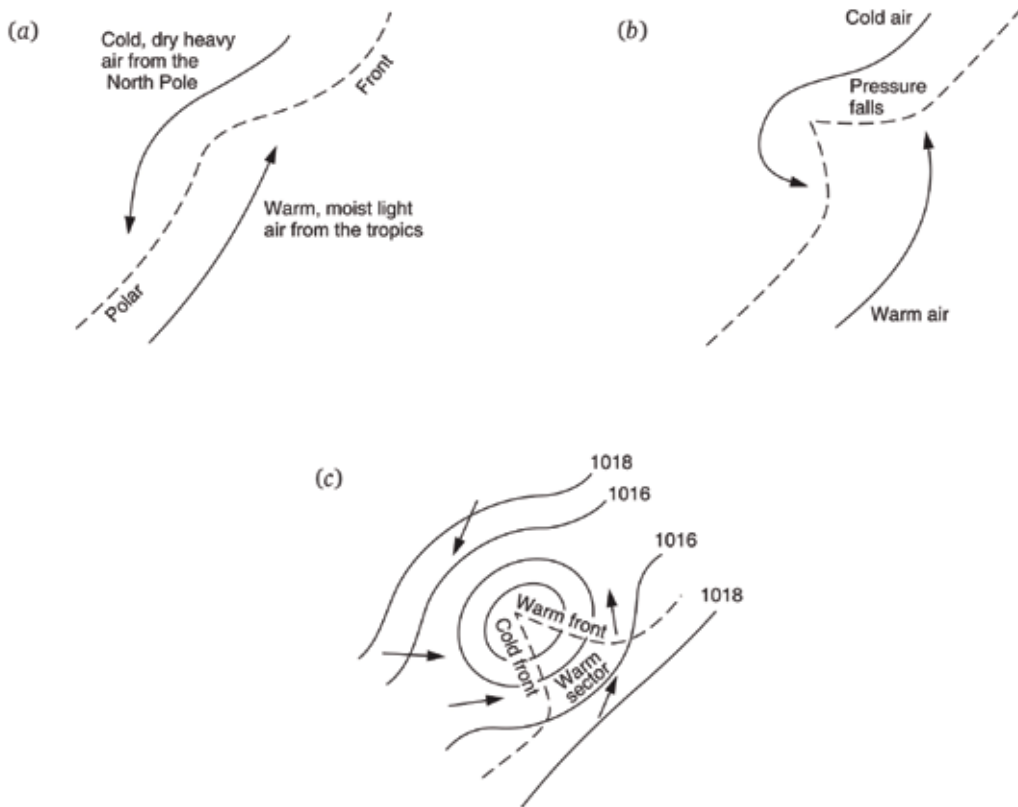 (a)
Cold, dry heavy
air from the
North Pole
Front
Warm, moist light
air from the tropics
Polar
(b)
Cold air
Pressure
falls
Warm air
(c)
1018
1016
1016
1018
Warm front
Cold front
Warm
sector